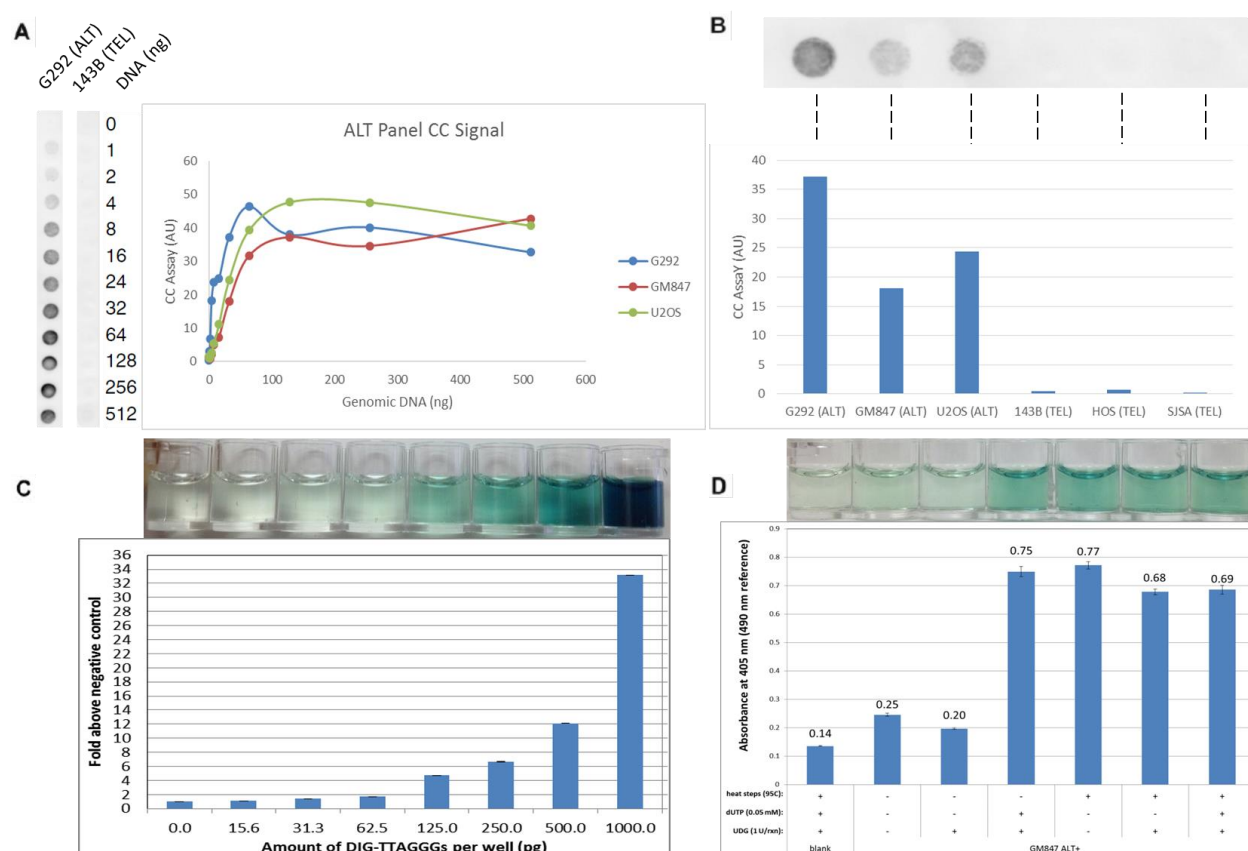 A
G292 (ALT)
143B (TEL)
DNA (ng)
0
1
2
4
8
16
24
32
64
128
256
512
ALT Panel CC Signal
CC Assay (AU)
60
50
40
30
20
10
0
0 100 200 300 400 500 600
Genomic DNA (ng)
G292
GM847
U2OS
B
CC AssaY (AU)
40
35
30
25
20
15
10
5
0
G292 (ALT) GM847 (ALT) U2OS (ALT) 143B (TEL) HOS (TEL) SJSA (TEL)
C
Fold above negative control
36
34
32
30
28
26
24
22
20
18
16
14
12
10
8
6
4
2
0
0.0 15.6 31.3 62.5 125.0 250.0 500.0 1000.0
Amount of DIG-TTAGGGs per well (pg)
D
Absorbance at 405 nm (490 nm reference)
0.9
0.8
0.7
0.6
0.5
0.4
0.3
0.2
0.1
0
0.14 0.25 0.20 0.75 0.77 0.68 0.69
heat steps (95C): + - - - + + +
dUTP (0.05 mM): + - - + - - +
UDG (1 U/rxn): + - + + - + +
blank GM847 ALT+